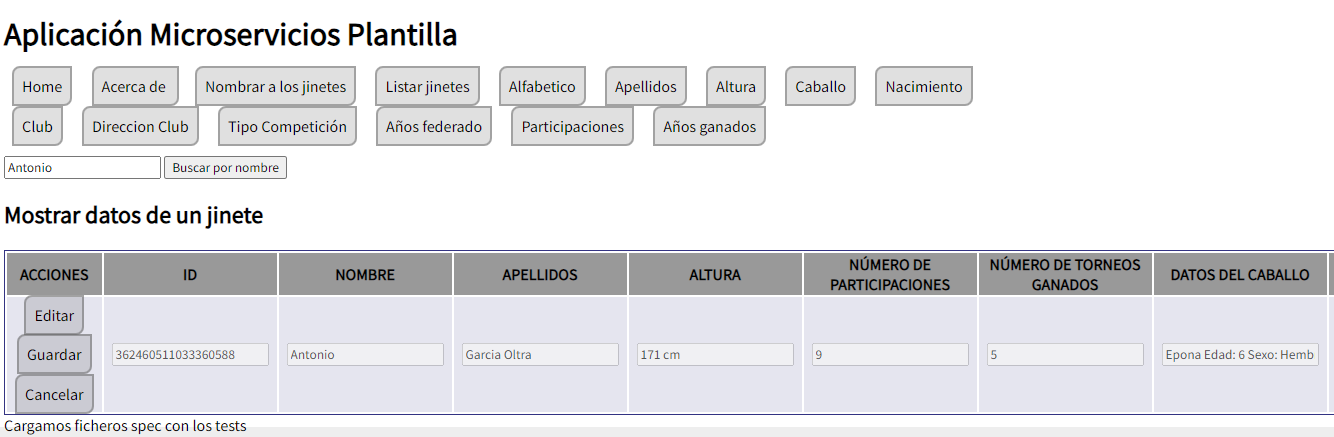 Aplicación Microservicios Plantilla
Home Acerca de Nombrar a los jinetes Listar jinetes Alfabetico Apellidos Altura Caballo Nacimiento
Club Direccion Club Tipo Competición Años federado Participaciones Años ganados
Antonio Buscar por nombre
Mostrar datos de un jinete
ACCIONES ID NOMBRE APELLIDOS ALTURA NÚMERO DE PARTICIPACIONES NÚMERO DE TORNEOS GANADOS DATOS DEL CABALLO
Editar
Guardar 362460511033360588 Antonio Garcia Oltra 171 cm 9 5 Epona Edad: 6 Sexo: Hemb
Cancelar
Cargamos ficheros spec con los tests